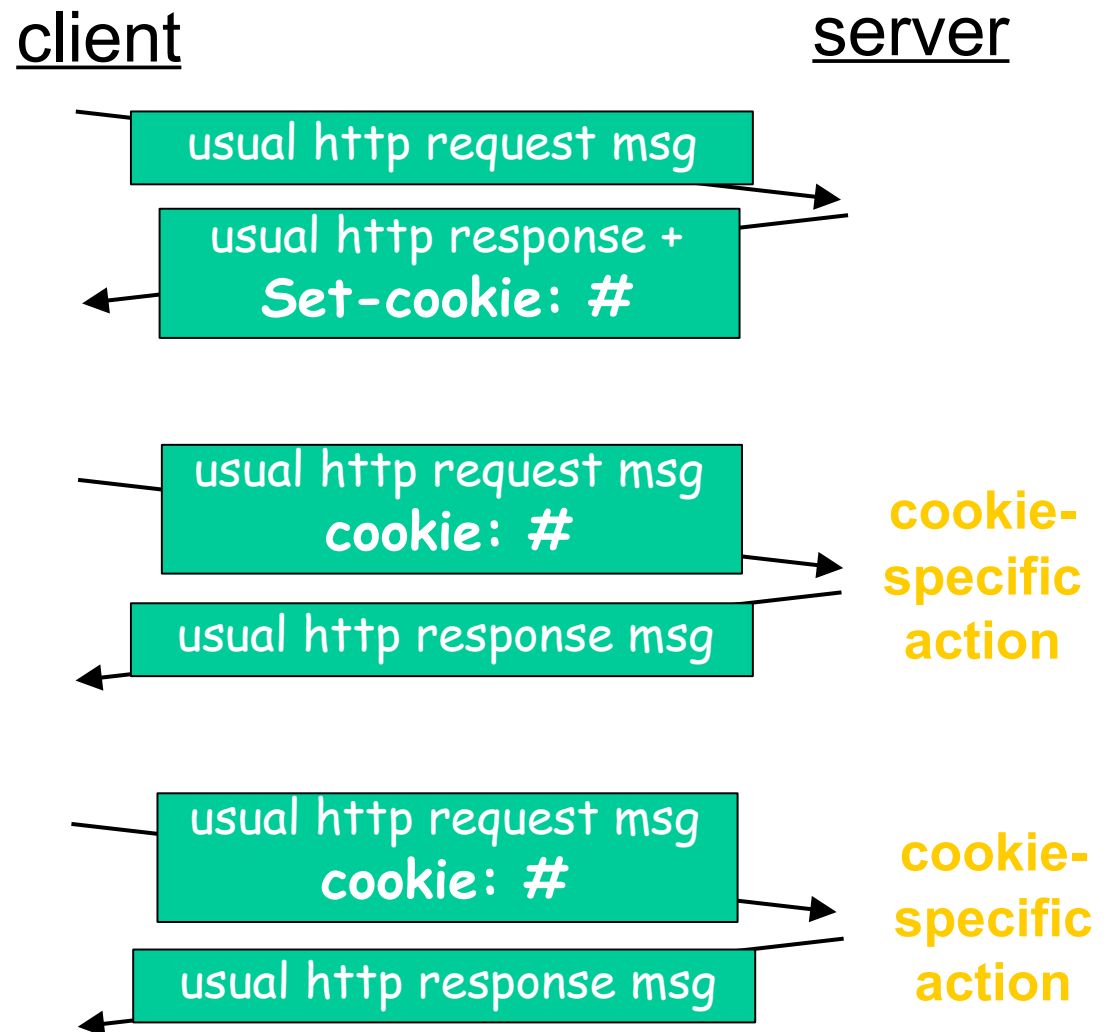 client
server
usual http request msg
usual http response +
Set-cookie: #
usual http request msg
cookie: #
cookie-
specific
action
usual http response msg
usual http request msg
cookie: #
cookie-
specific
action
usual http response msg